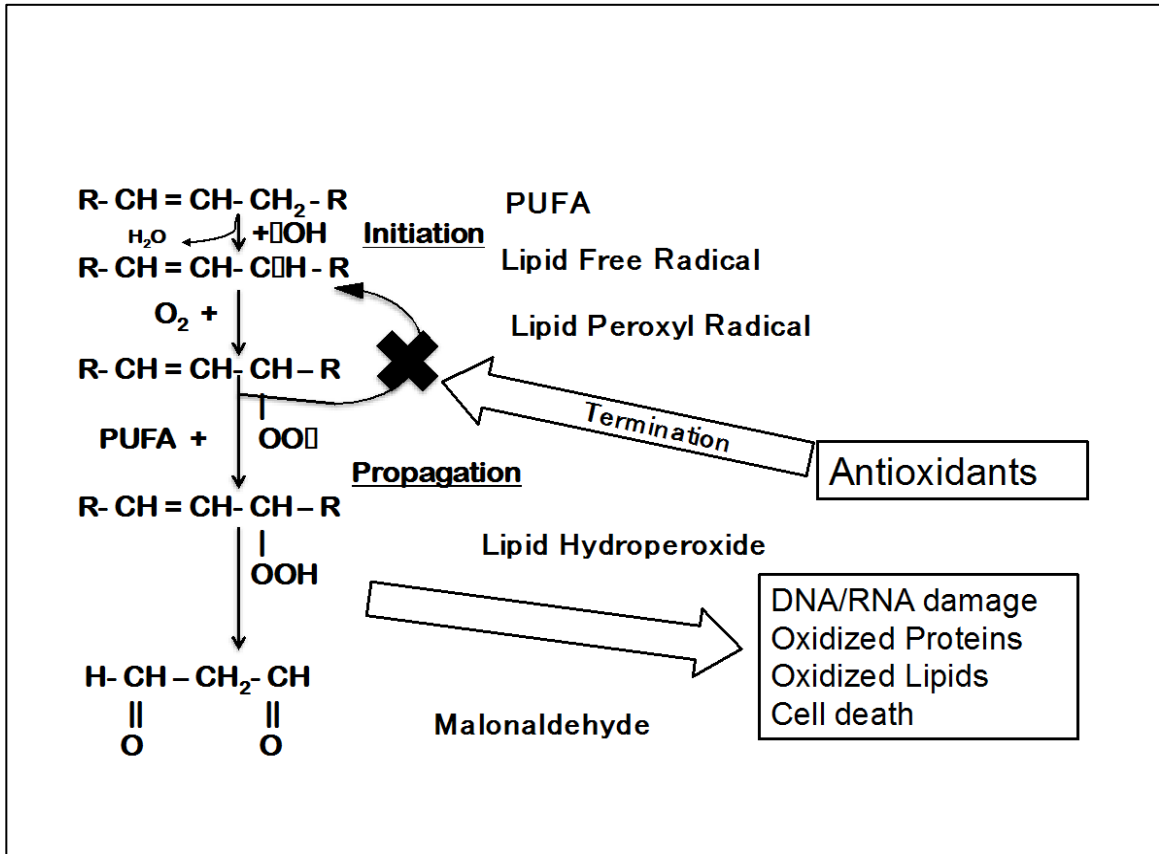 R- CH = CH- CH₂ - R
PUFA
H₂O
+▯OH
Initiation
R- CH = CH- C▯H - R
Lipid Free Radical
O₂ +
Lipid Peroxyl Radical
R- CH = CH- CH – R
|
OO▯
PUFA +
Termination
Antioxidants
Propagation
R- CH = CH- CH – R
|
OOH
Lipid Hydroperoxide
DNA/RNA damage
Oxidized Proteins
Oxidized Lipids
Cell death
H- CH – CH₂- CH
|| ||
O O
Malonaldehyde